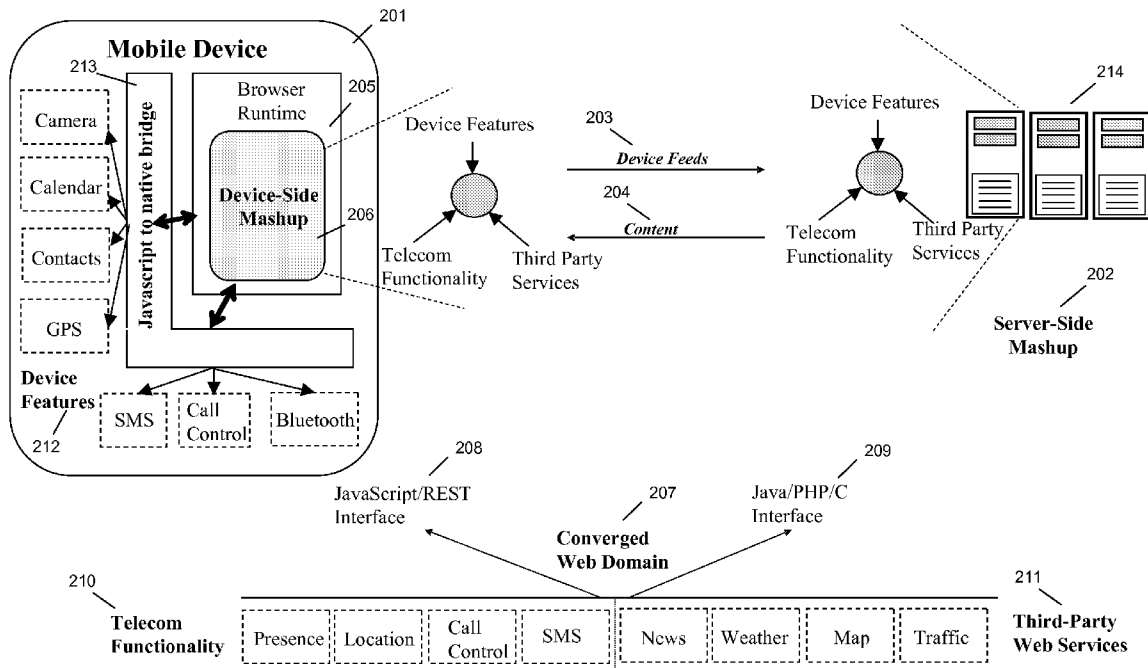 201
Mobile Device
213
Javascript to native bridge
Browser
Runtime
205
Device-Side
Mashup
206
Camera
Calendar
Contacts
GPS
Device
Features
212
SMS
Call
Control
Bluetooth
Device Features
Telecom
Functionality
Third Party
Services
203
Device Feeds
204
Content
Device Features
Telecom
Functionality
Third Party
Services
214
202
Server-Side
Mashup
208
JavaScript/REST
Interface
207
Converged
Web Domain
209
Java/PHP/C
Interface
210
Telecom
Functionality
Presence
Location
Call
Control
SMS
News
Weather
Map
Traffic
211
Third-Party
Web Services